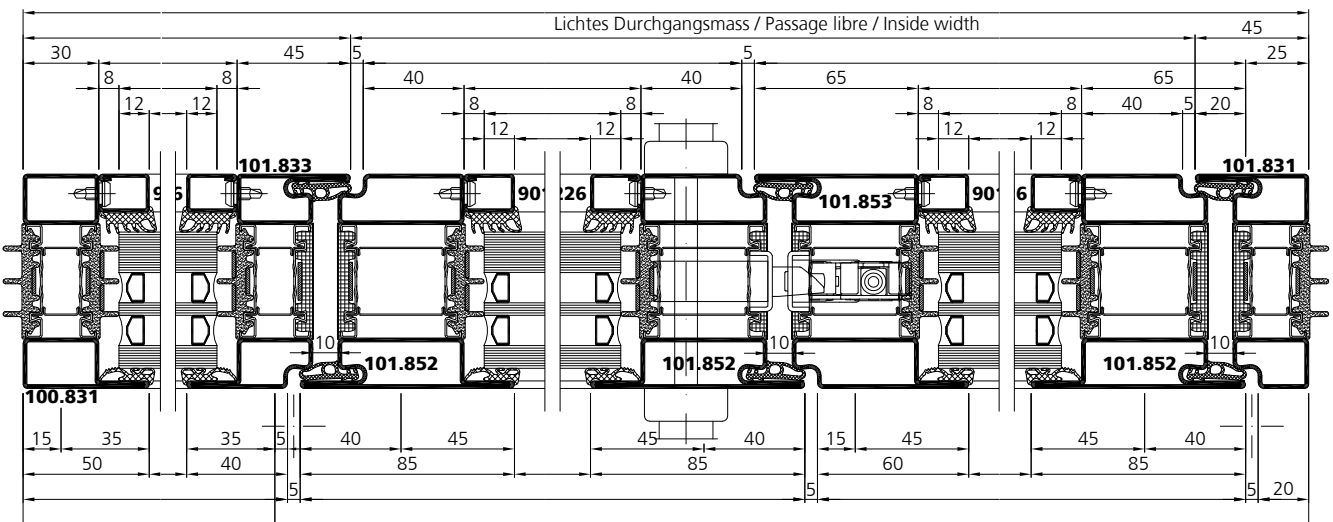 Lichtes Durchgangsmass / Passage libre / Inside width
45
30 45 5 5 25
8 8 40 40 65 65
12 12 8 8 8 8 40 5 20
12 12 12 12
101.833 101.831
901.226 101.853
10 10 10
101.852 101.852 101.852
100.831
15 35 35 5 40 45 45 40 15 45 45 40
50 40 85 85 60 85
5 5 5 20